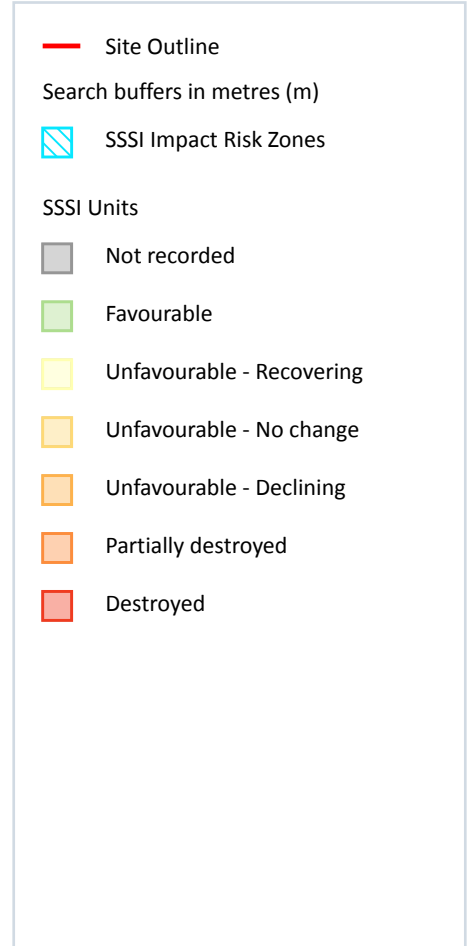 Site Outline
Search buffers in metres (m)
SSSI Impact Risk Zones
SSSI Units
Not recorded
Favourable
Unfavourable - Recovering
Unfavourable - No change
Unfavourable - Declining
Partially destroyed
Destroyed